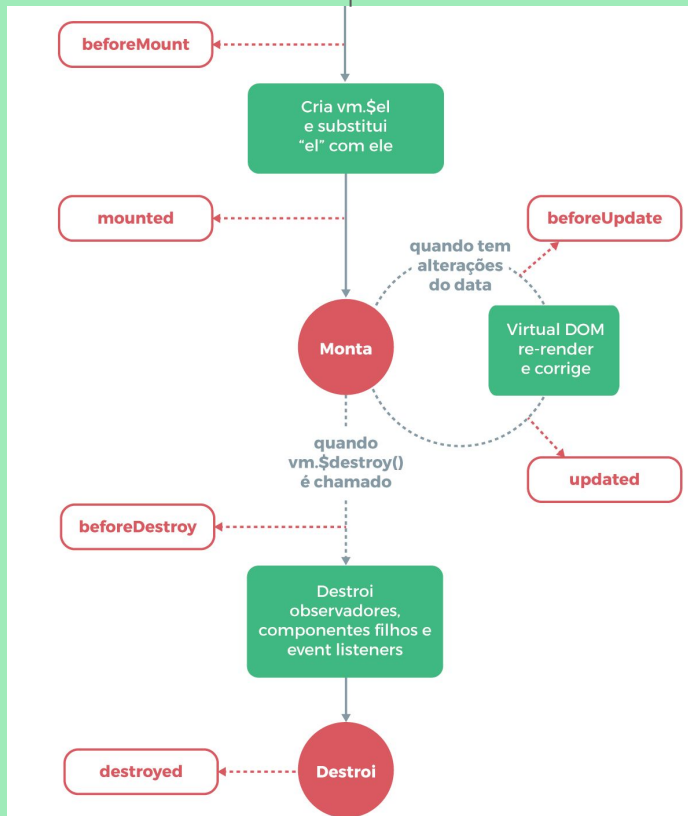 beforeMount
Cria vm.$el
e substitui
“el” com ele
mounted
beforeUpdate
quando tem
alterações
do data
Virtual DOM
re-render
e corrige
Monta
quando
vm.$destroy()
é chamado
updated
beforeDestroy
Destroi
observadores,
componentes filhos e
event listeners
destroyed
Destroi